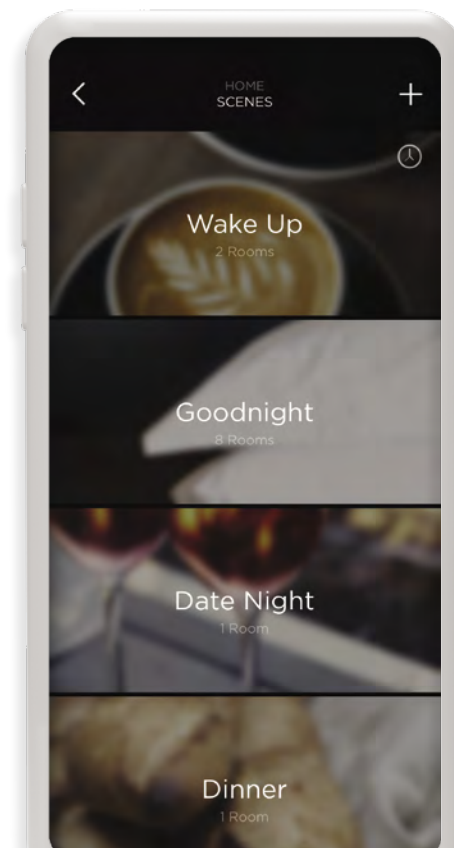 HOME
SCENES
Wake Up
2 Rooms
Goodnight
8 Rooms
Date Night
1 Room
Dinner
1 Room